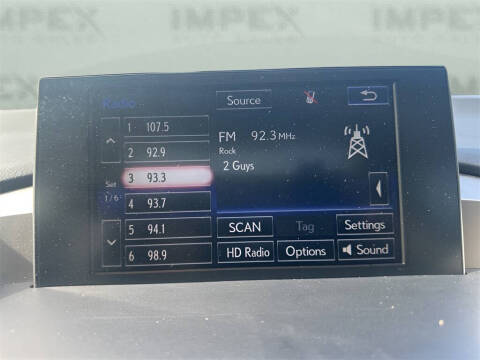 IMPEX IMPEX IMPEX
Radio
Source
1 107.5
2 92.9
3 93.3
4 93.7
5 94.1
6 98.9
Set
1/6
FM 92.3 MHz
Rock
2 Guys
SCAN Tag Settings
HD Radio Options Sound